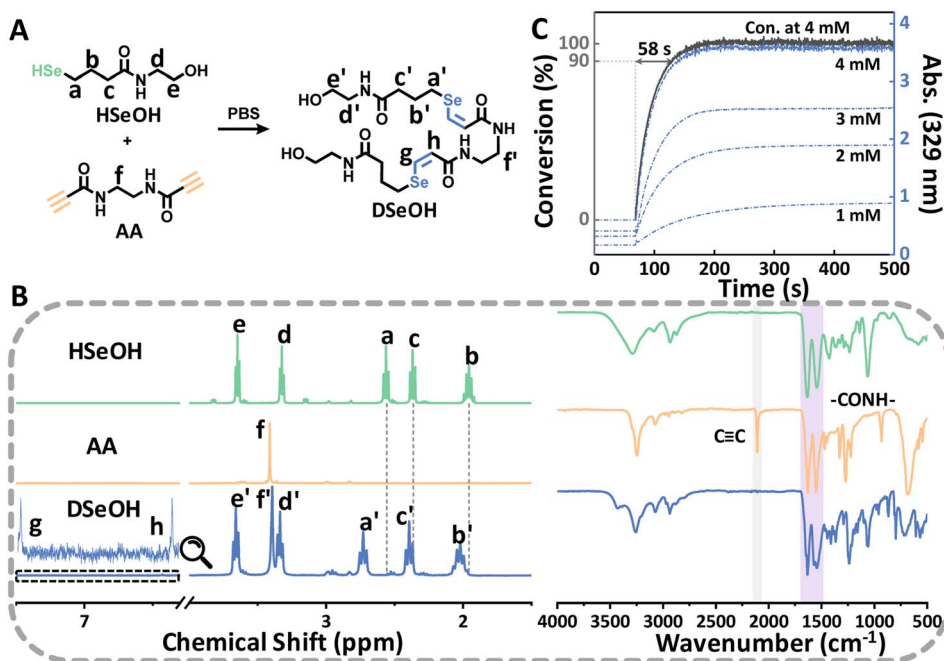 A
b
O
d
HSe
N
H
OH
a
c
e
HSeOH
+
O
f
H
N
N
H
O
AA
PBS
e'
H
N
c'
a'
HO
d'
O
b'
Se
O
NH
HO
N
H
O
g
h
H
N
Se
O
f'
DSeOH
C
Conversion (%)
100
90
0
58 s
Con. at 4 mM
4 mM
3 mM
2 mM
1 mM
4
3
2
1
0
Abs. (329 nm)
0
100
200
300
400
500
Time (s)
B
HSeOH
e
d
a
c
b
AA
f
DSeOH
g
h
e'
f'
d'
a'
c'
b'
7
3
2
Chemical Shift (ppm)
C≡C
-CONH-
4000 3500 3000 2500 2000 1500 1000 500
Wavenumber (cm⁻¹)